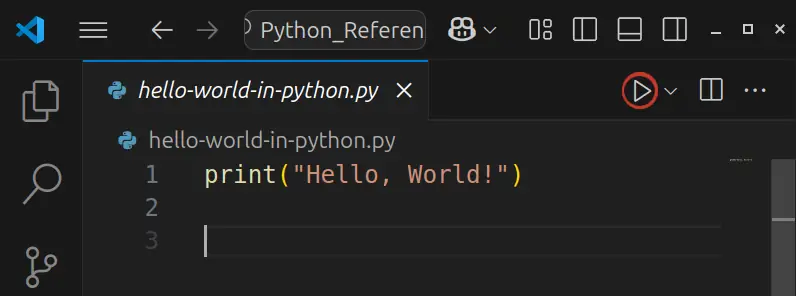 Python_Referen
hello-world-in-python.py
hello-world-in-python.py
1 print("Hello, World!")
2
3